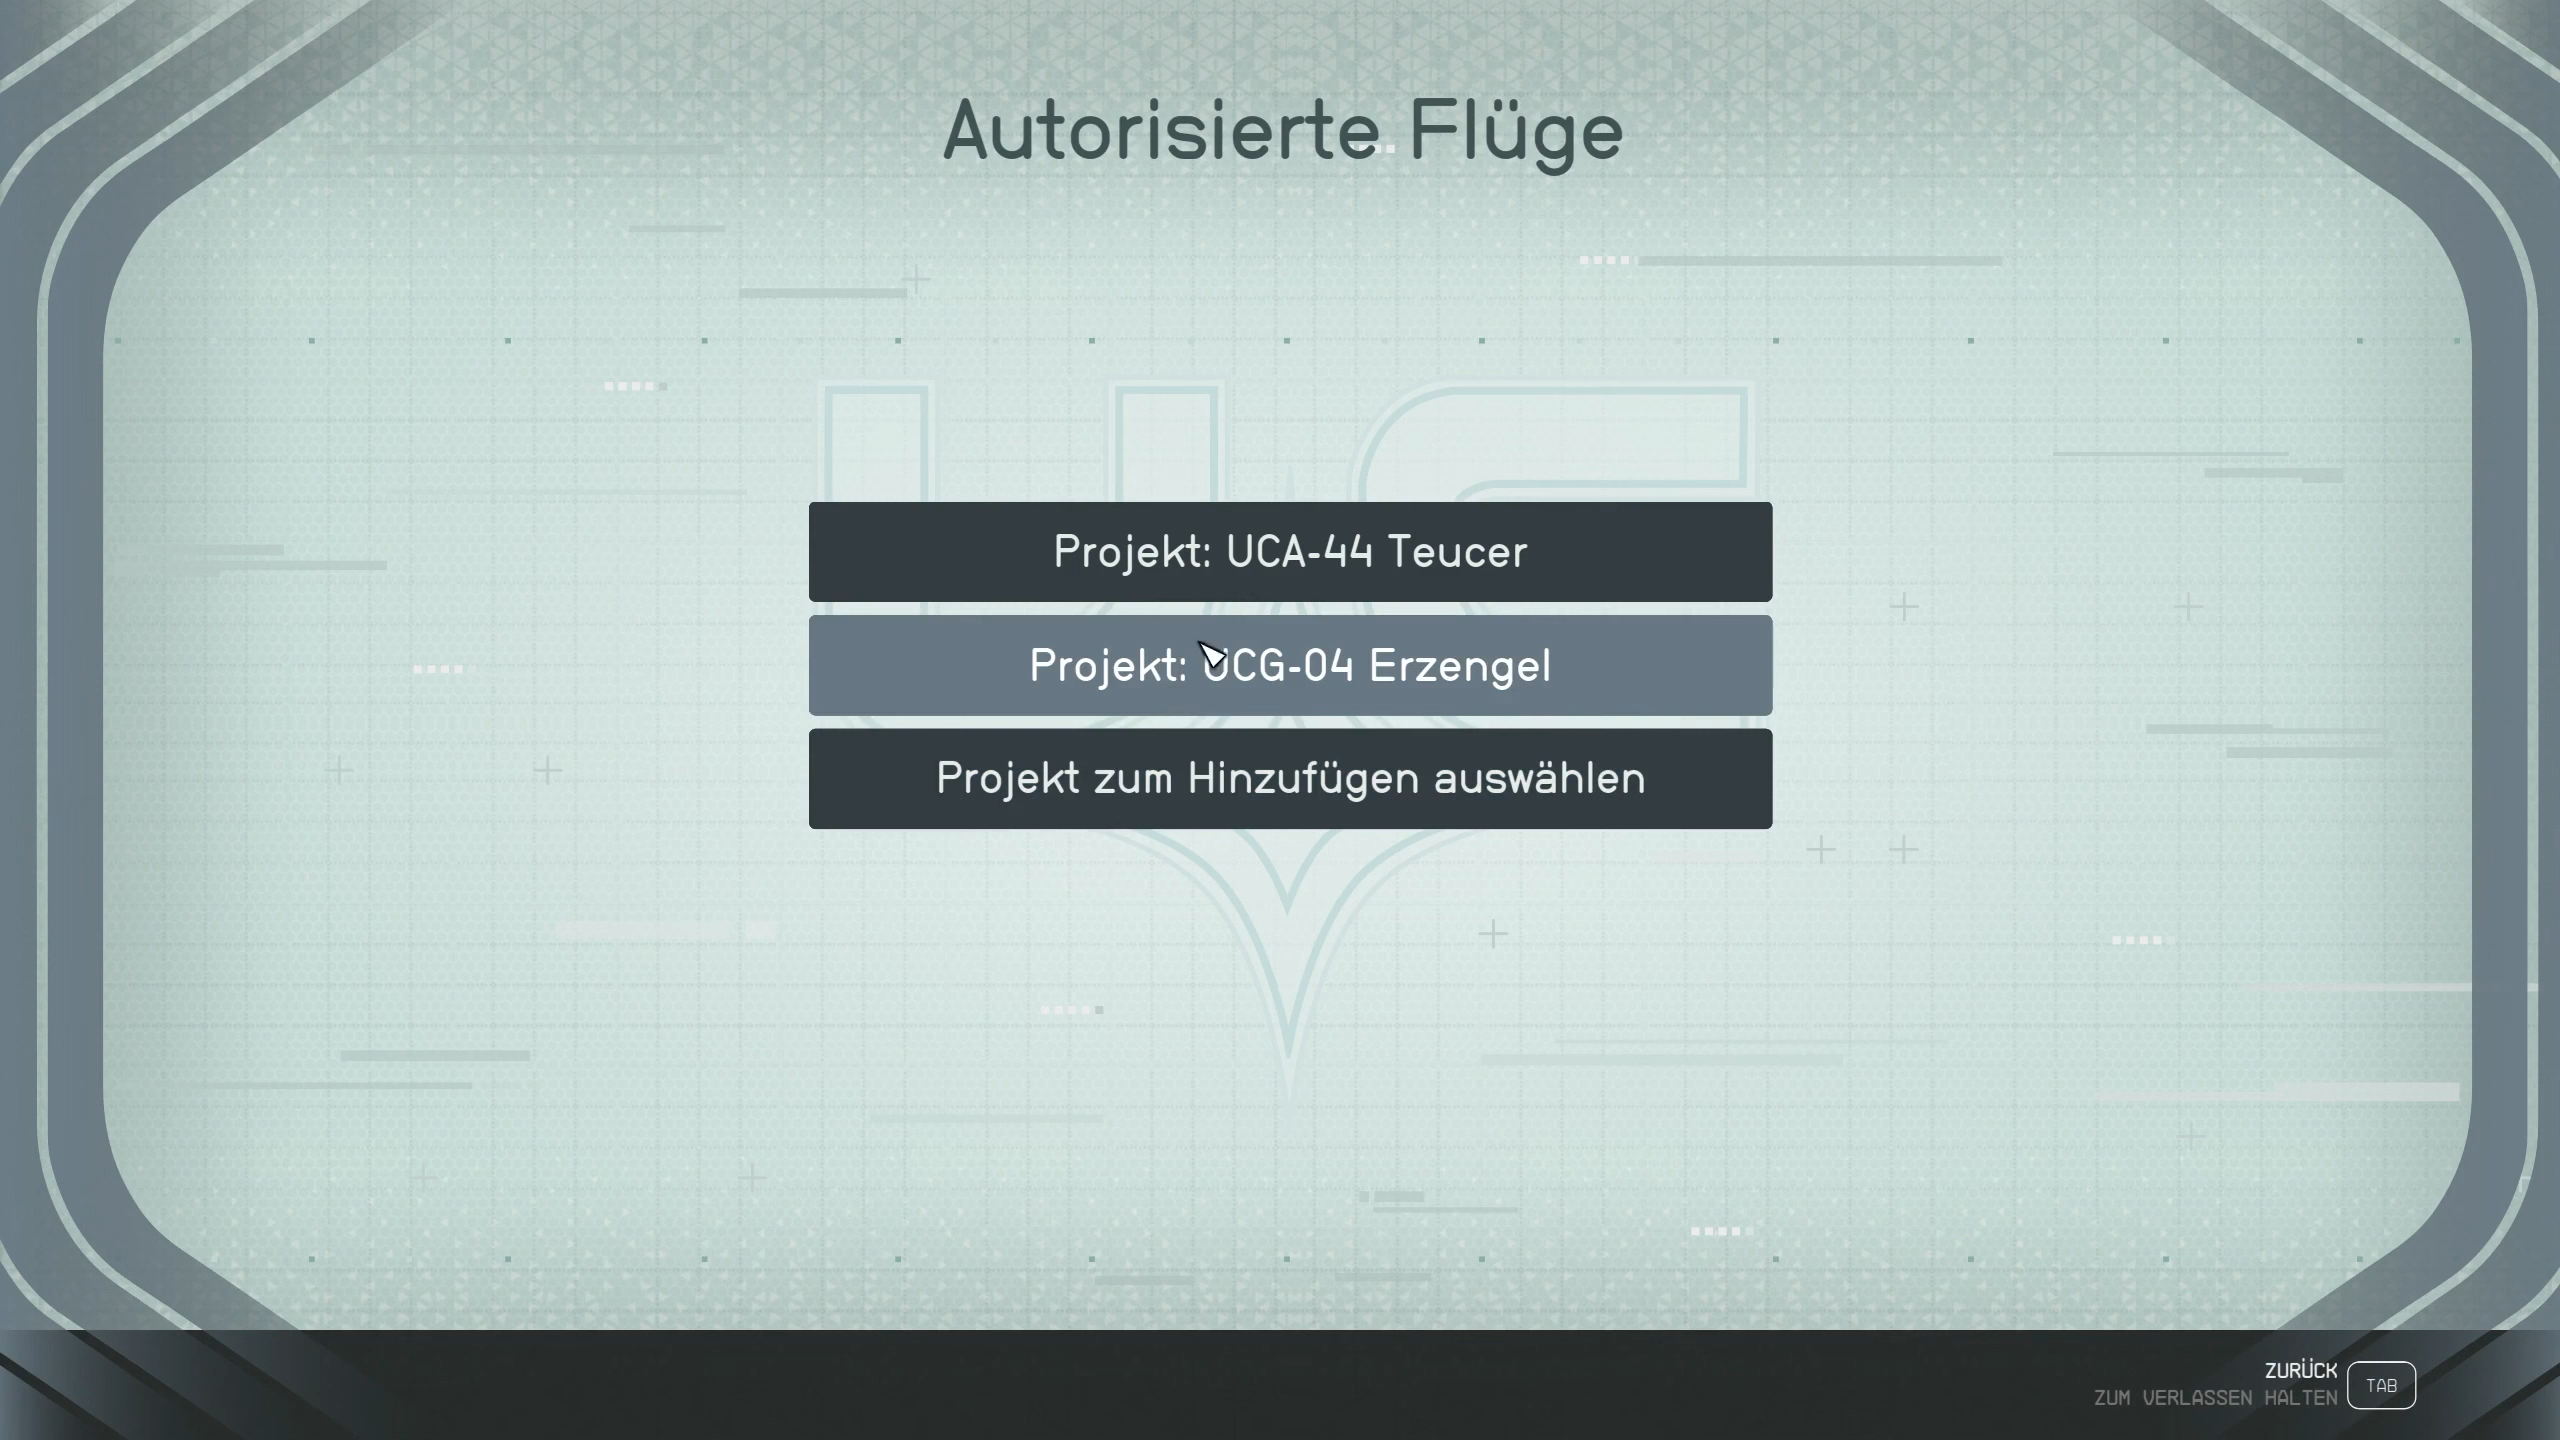 Autorisierte Flüge
Projekt: UCA-44 Teucer
Projekt: UCG-04 Erzengel
Projekt zum Hinzufügen auswählen
ZURÜCK
ZUM VERLASSEN HALTEN
TAB